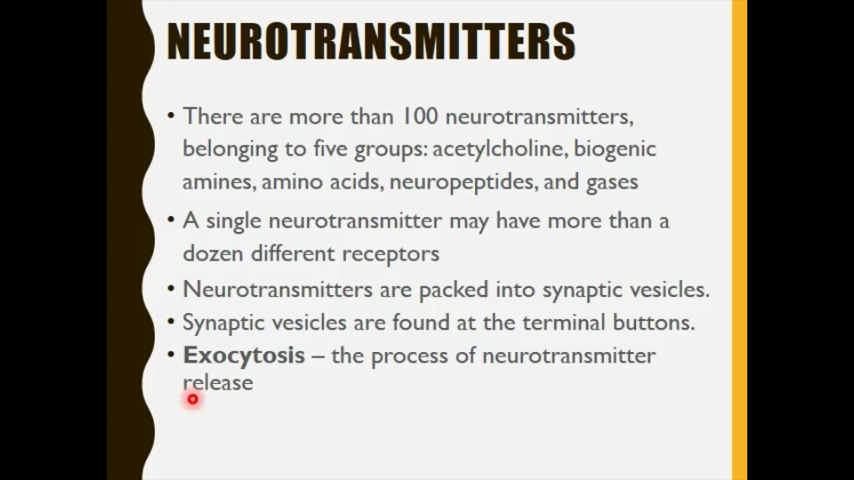 NEUROTRANSMITTERS
• There are more than 100 neurotransmitters,
belonging to five groups: acetylcholine, biogenic
amines, amino acids, neuropeptides, and gases
• A single neurotransmitter may have more than a
dozen different receptors
• Neurotransmitters are packed into synaptic vesicles.
• Synaptic vesicles are found at the terminal buttons.
• Exocytosis – the process of neurotransmitter
release